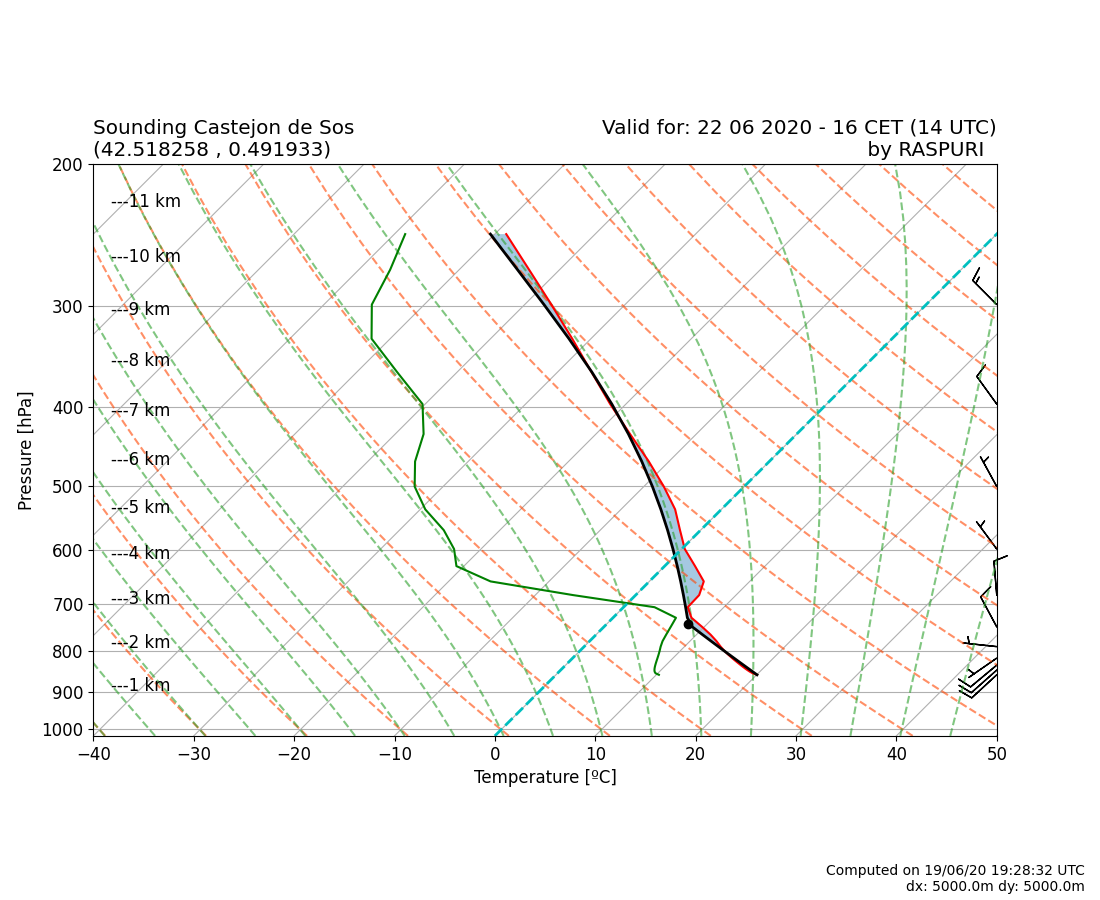 Sounding Castejon de Sos
(42.518258 , 0.491933)
Valid for: 22 06 2020 - 16 CET (14 UTC)
by RASPURI
200
300
400
500
600
700
800
900
1000
Pressure [hPa]
---11 km
---10 km
---9 km
---8 km
---7 km
---6 km
---5 km
---4 km
---3 km
---2 km
---1 km
−40 −30 −20 −10 0 10 20 30 40 50
Temperature [ºC]
Computed on 19/06/20 19:28:32 UTC
dx: 5000.0m dy: 5000.0m